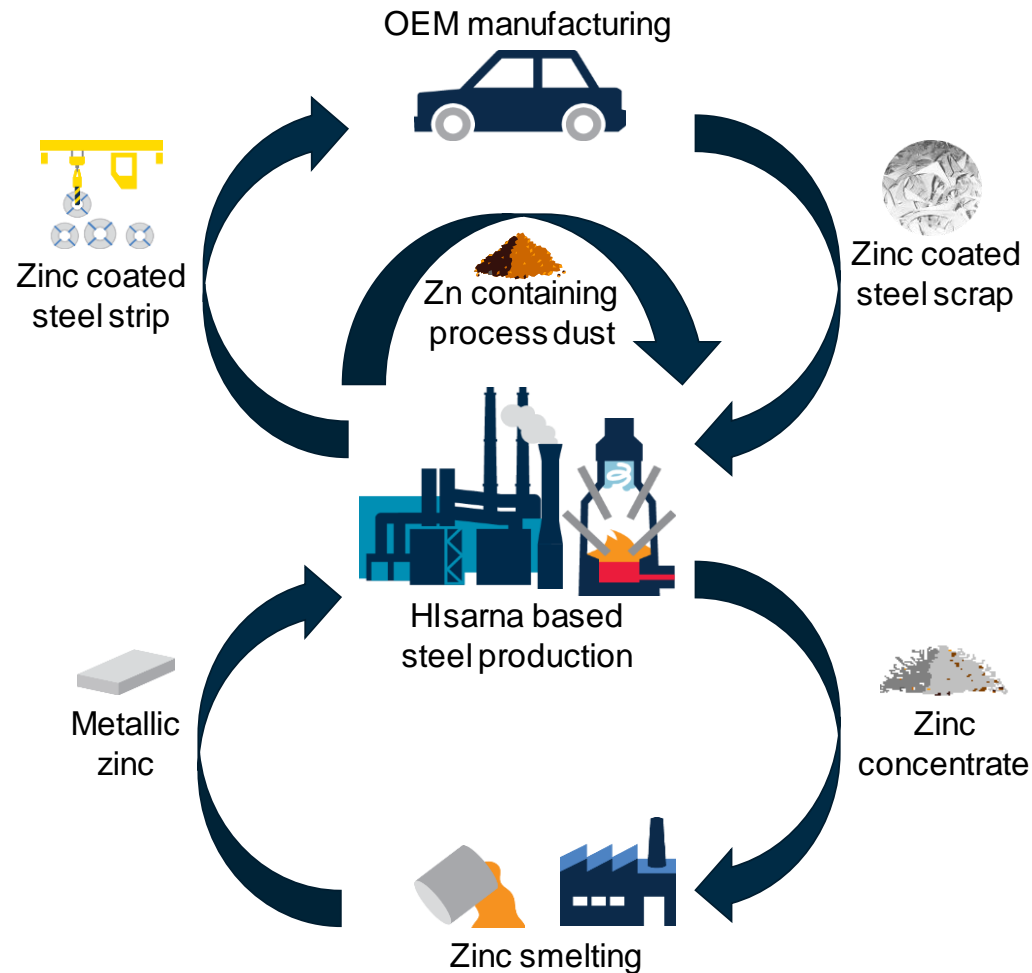 OEM manufacturing
Zinc coated
steel strip
Zinc coated
steel scrap
Zn containing
process dust
HIsarna based
steel production
Metallic
zinc
Zinc
concentrate
Zinc smelting